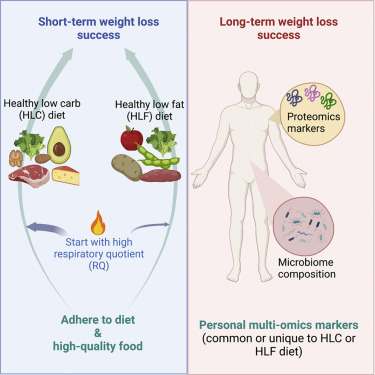 Short-term weight loss
success
Healthy low carb
(HLC) diet
Healthy low fat
(HLF) diet
Start with high
respiratory quotient
(RQ)
Adhere to diet
&
high-quality food
Long-term weight loss
success
Proteomics
markers
Microbiome
composition
Personal multi-omics markers
(common or unique to HLC or
HLF diet)